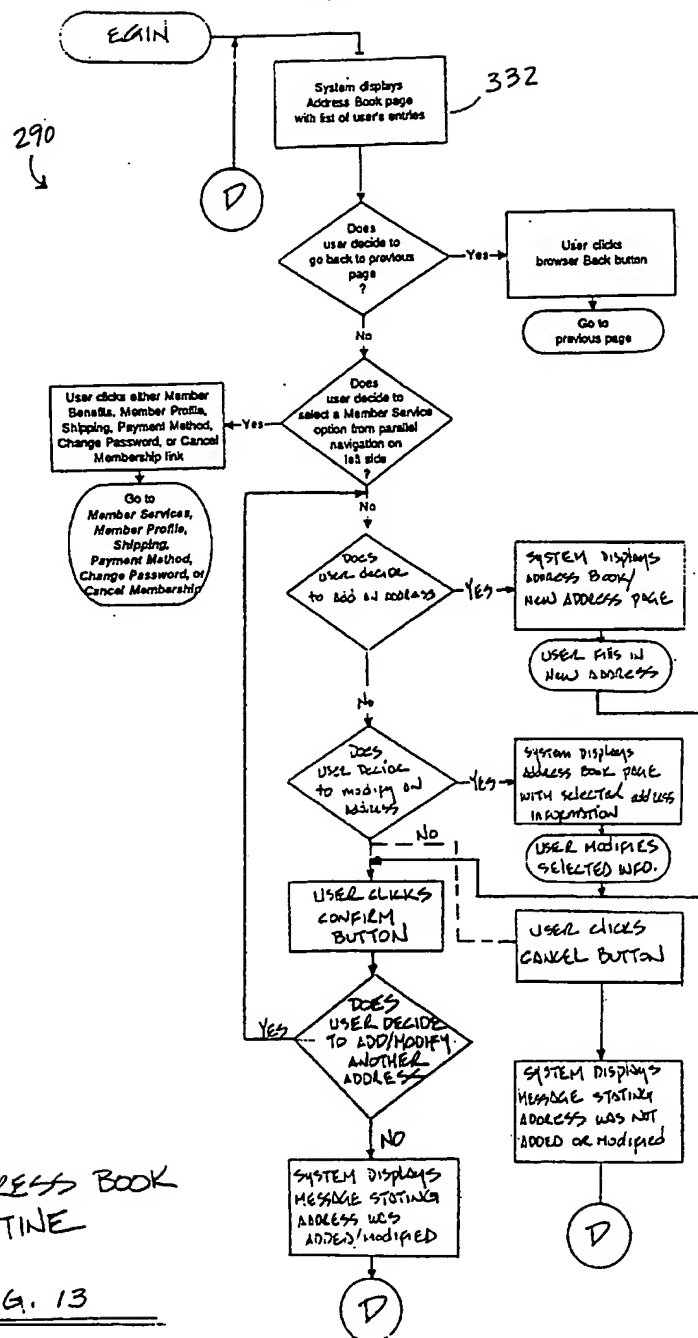 EGIN
System displays
Address Book page
with list of user's entries
332
290
D
Does
user decide to
go back to previous
page
?
Yes
User clicks
browser Back button
Go to
previous page
No
Does
user decide to
select a Member Service
option from parallel
navigation on
left side
?
Yes
User clicks either Member
Benefits, Member Profile,
Shipping, Payment Method,
Change Password, or Cancel
Membership link
Go to
Member Services,
Member Profile,
Shipping,
Payment Method,
Change Password, or
Cancel Membership
No
DOES
USER DECIDE
to ADD AN ADDRESS
YES
SYSTEM DISPLAYS
ADDRESS BOOK/
NEW ADDRESS PAGE
USER FILLS IN
NEW ADDRESS
No
DOES
USER DECIDE
to modify AN
ADDRESS
YES
SYSTEM DISPLAYS
ADDRESS BOOK PAGE
WITH SELECTED address
INFORMATION
USER MODIFIES
SELECTED INFO.
NO
USER CLICKS
CONFIRM
BUTTON
USER CLICKS
CANCEL BUTTON
DOES
USER DECIDE
TO ADD/MODIFY
ANOTHER
ADDRESS
YES
NO
SYSTEM DISPLAYS
MESSAGE STATING
ADDRESS WAS NOT
ADDED OR MODIFIED
SYSTEM DISPLAYS
MESSAGE STATING
ADDRESS WAS
ADDED/MODIFIED
D
D
RESS BOOK
TINE
G. 13